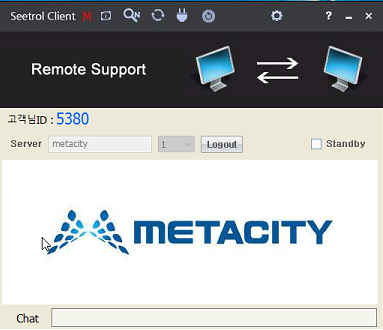 Seetrol Client M
Remote Support
고객님ID : 5380
Server metacity 1 Logout Standby
METACITY
Chat